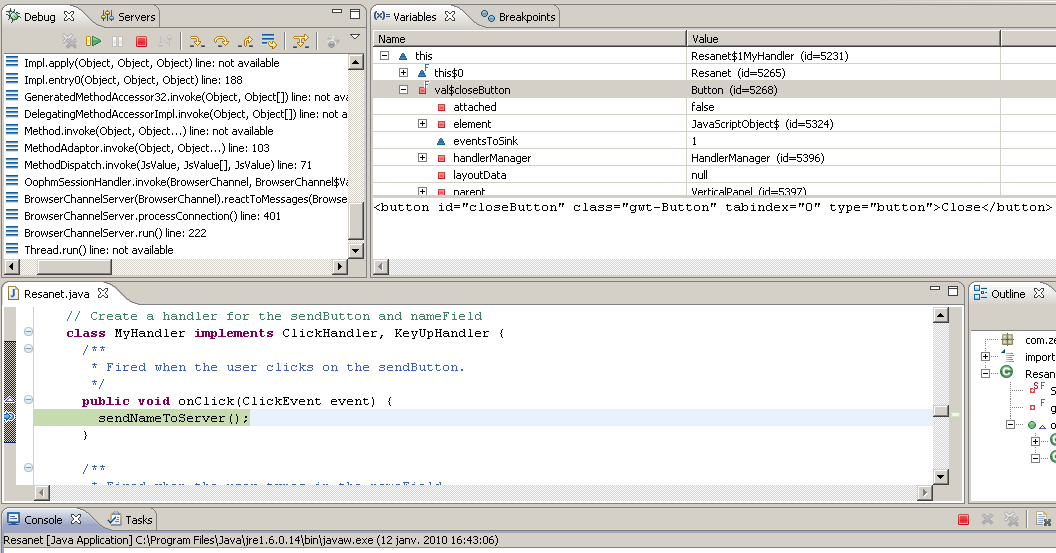 Debug Servers
Impl.apply(Object, Object, Object) line: not available
Impl.entry0(Object, Object, Object) line: 188
GeneratedMethodAccessor32.invoke(Object, Object[]) line: not ava
DelegatingMethodAccessorImpl.invoke(Object, Object[]) line: not av
Method.invoke(Object, Object...) line: not available
MethodAdaptor.invoke(Object, Object...) line: 103
MethodDispatch.invoke(JsValue, JsValue[], JsValue) line: 71
OophmSessionHandler.invoke(BrowserChannel, BrowserChannel$Va
BrowserChannelServer(BrowserChannel).reactToMessages(Browse
BrowserChannelServer.processConnection() line: 401
BrowserChannelServer.run() line: 222
Thread.run() line: not available
(x)= Variables Breakpoints
Name Value
this Resanet$1MyHandler (id=5231)
this$0 Resanet (id=5265)
val$closeButton Button (id=5268)
attached false
element JavaScriptObject$ (id=5324)
eventsToSink 1
handlerManager HandlerManager (id=5396)
layoutData null
parent VerticalPanel (id=5397)
<button id="closeButton" class="gwt-Button" tabindex="0" type="button">Close</button>
Resanet.java
// Create a handler for the sendButton and nameField
class MyHandler implements ClickHandler, KeyUpHandler {
/**
* Fired when the user clicks on the sendButton.
*/
public void onClick(ClickEvent event) {
sendNameToServer();
}
/**
* Fired when the user types in the nameField
Outline
com.ze
import
Resan
S
g
o
Console Tasks
Resanet [Java Application] C:\Program Files\Java\jre1.6.0.14\bin\javaw.exe (12 janv. 2010 16:43:06)